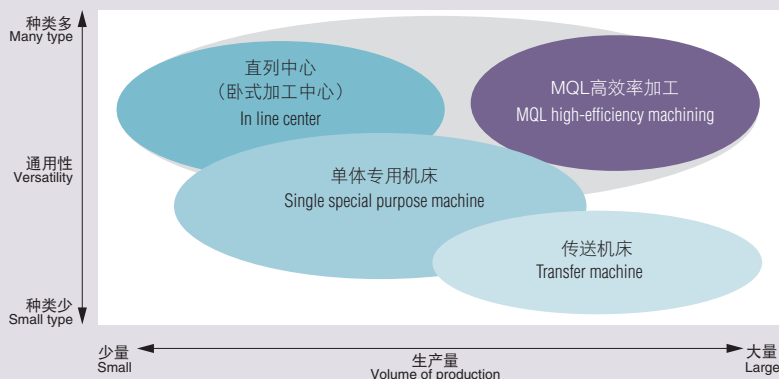 种类多
Many type
直列中心
（卧式加工中心）
In line center
MQL高效率加工
MQL high-efficiency machining
通用性
Versatility
单体专用机床
Single special purpose machine
传送机床
Transfer machine
种类少
Small type
少量
Small
生产量
Volume of production
大量
Large